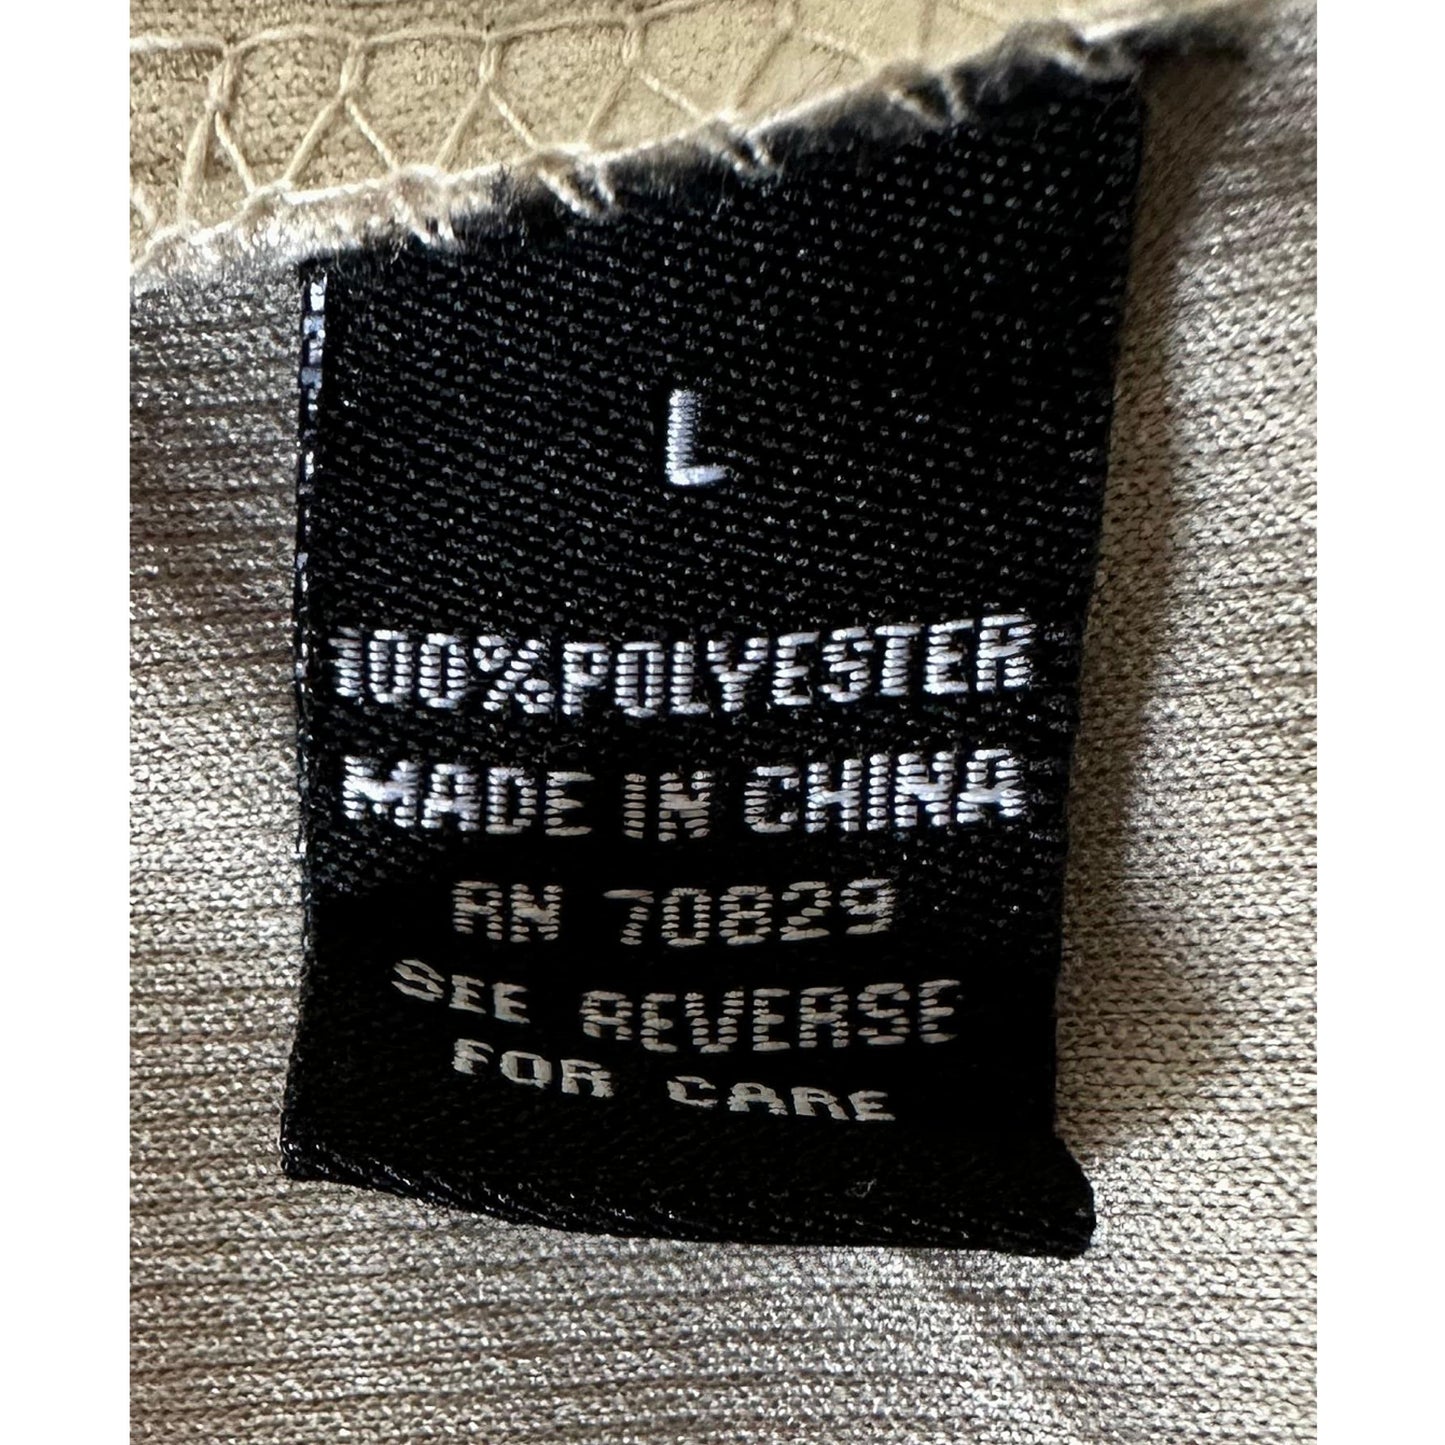 L
100%POLYESTER
MADE IN CHINA
RN 70829
SEE REVERSE
FOR CARE